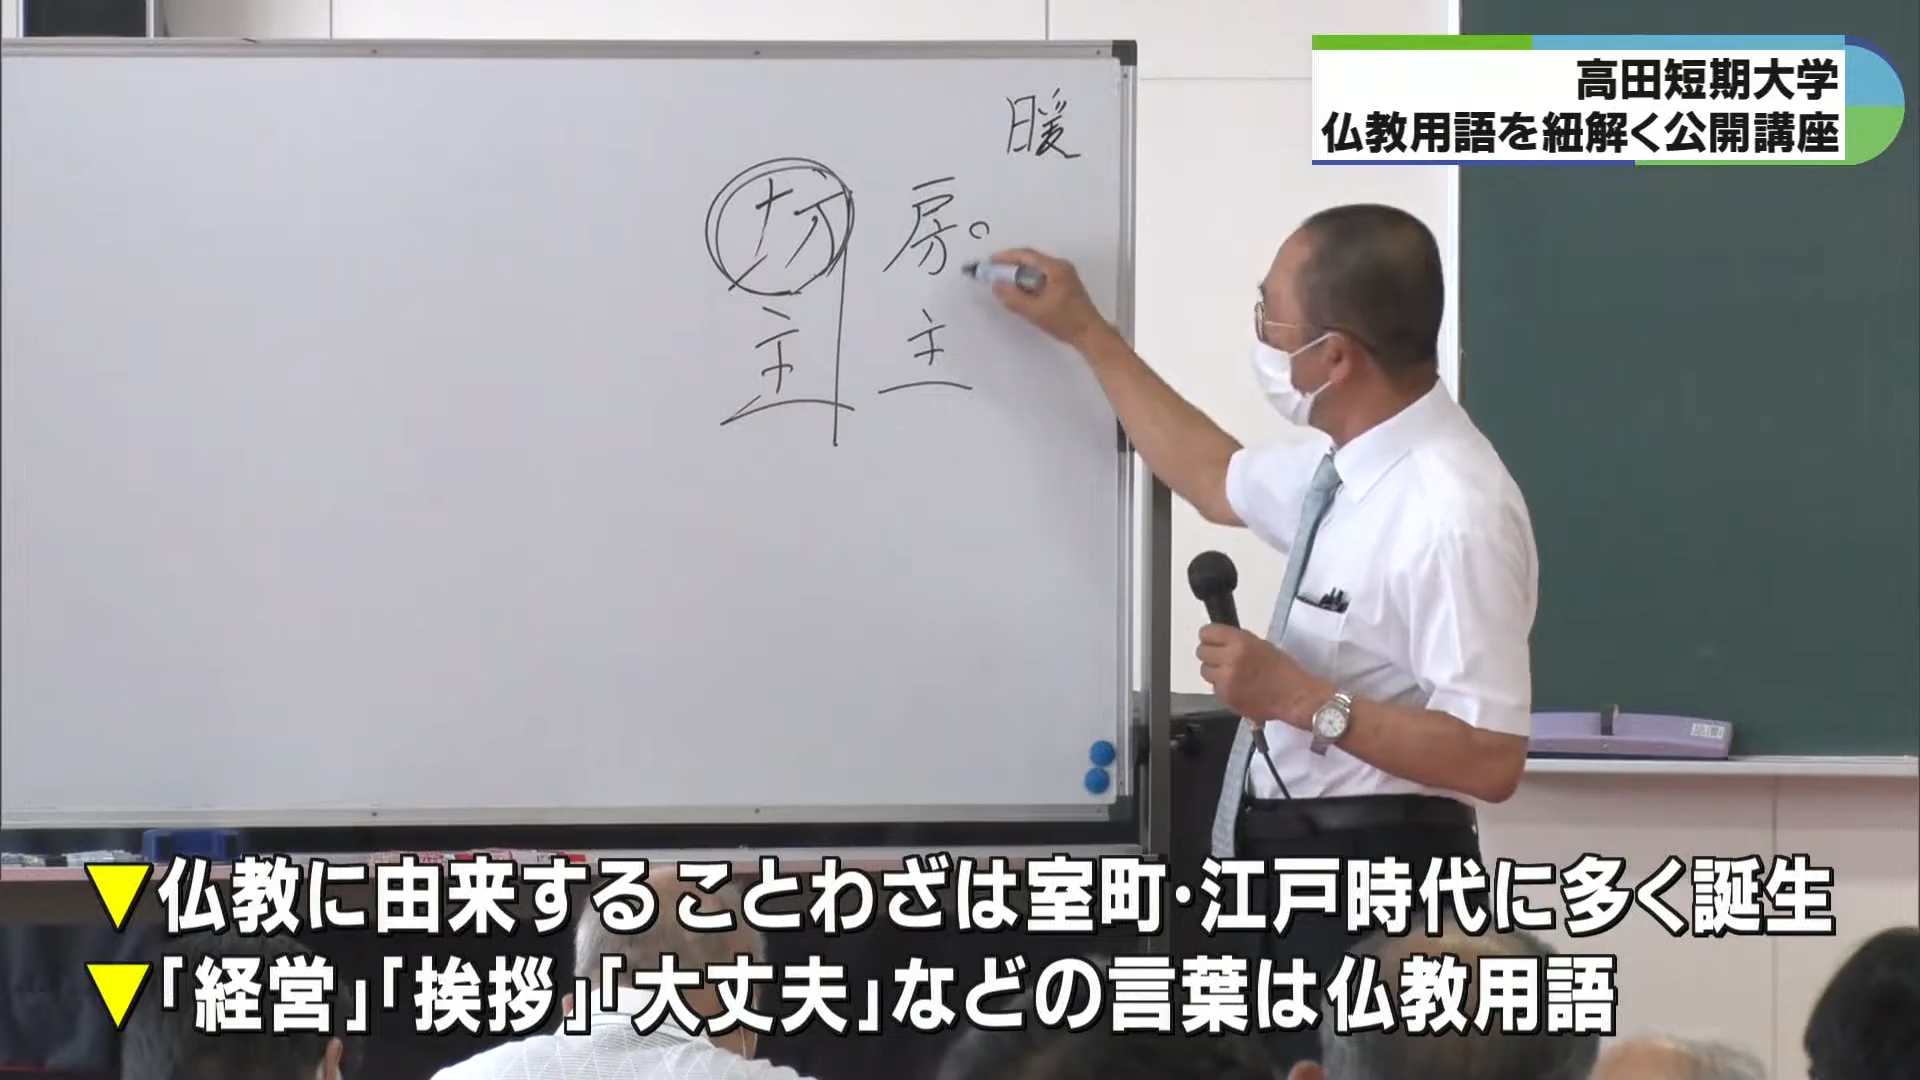 高田短期大学
仏教用語を紐解く公開講座
暖
坊主
房主
▼仏教に由来することわざは室町・江戸時代に多く誕生
▼「経営」「挨拶」「大丈夫」などの言葉は仏教用語